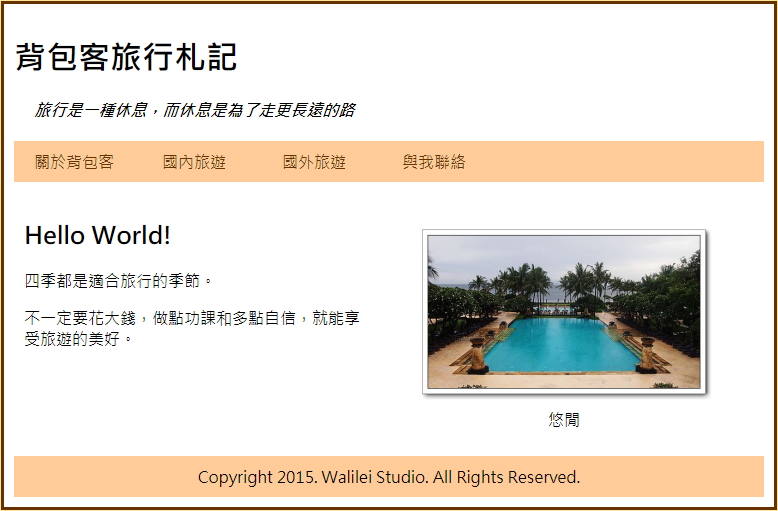 背包客旅行札記
旅行是一種休息，而休息是為了走更長遠的路
關於背包客 國內旅遊 國外旅遊 與我聯絡
Hello World!
四季都是適合旅行的季節。
不一定要花大錢，做點功課和多點自信，就能享
受旅遊的美好。
悠閒
Copyright 2015. Walilei Studio. All Rights Reserved.